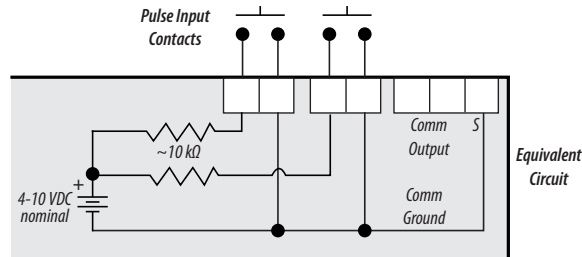 Pulse Input
Contacts
~10 kΩ
Comm
Output
S
Equivalent
Circuit
+
4-10 VDC
nominal
Comm
Ground